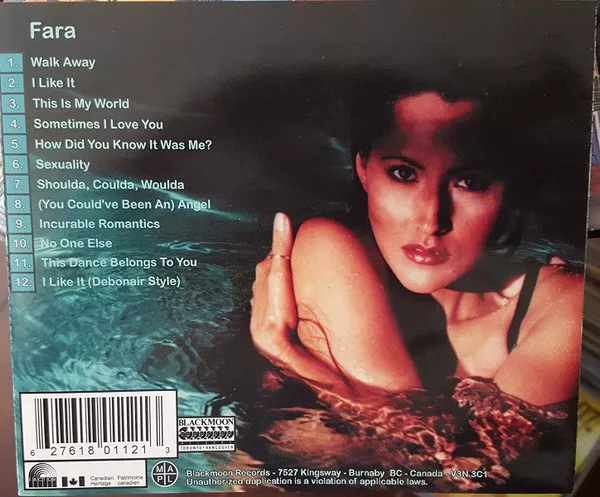 Fara
1. Walk Away
2. I Like It
3. This Is My World
4. Sometimes I Love You
5. How Did You Know It Was Me?
6. Sexuality
7. Shoulda, Coulda, Woulda
8. (You Could've Been An) Angel
9. Incurable Romantics
10. No One Else
11. This Dance Belongs To You
12. I Like It (Debonair Style)
6 27618 01121 3
BLACKMOON
TORONTO • VANCOUVER
Canadian Patrimoine
Heritage canadien
M A
P L
Blackmoon Records - 7527 Kingsway - Burnaby BC - Canada - V3N.3C1
Unauthorized duplication is a violation of applicable laws.